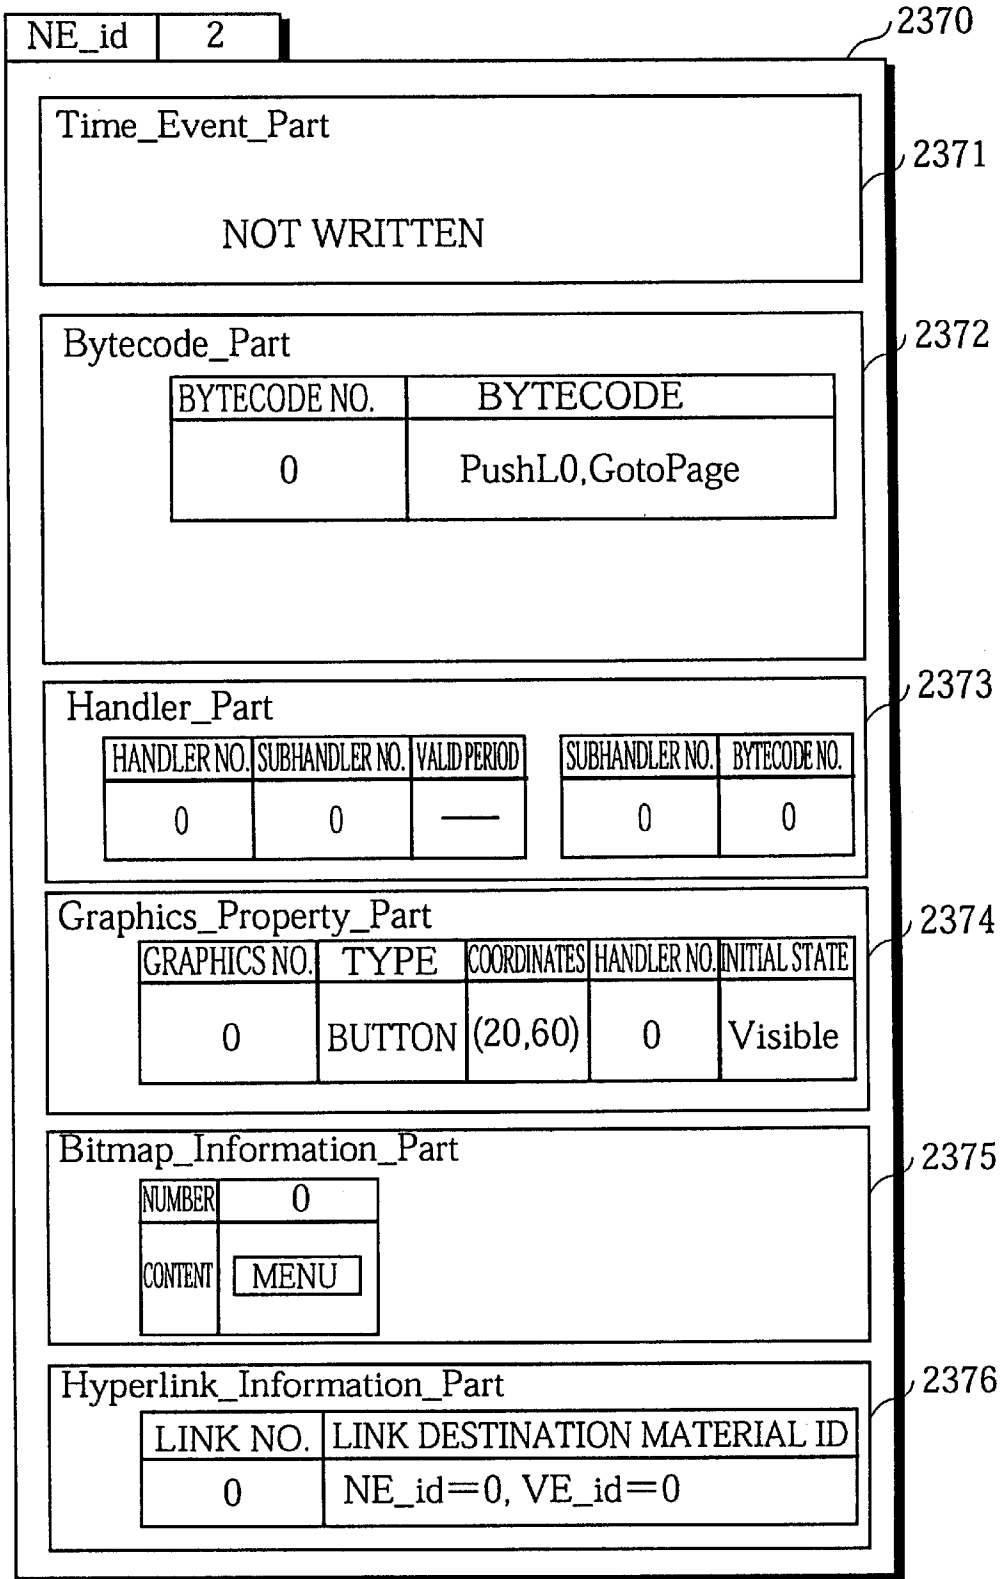 NE_id 2
2370
Time_Event_Part
2371
NOT WRITTEN
Bytecode_Part
2372
BYTECODE NO. BYTECODE
0 PushL0,GotoPage
2373
Handler_Part
HANDLER NO. SUBHANDLER NO. VALID PERIOD SUBHANDLER NO. BYTECODE NO.
0 0 — 0 0
Graphics_Property_Part
2374
GRAPHICS NO. TYPE COORDINATES HANDLER NO. INITIAL STATE
0 BUTTON (20,60) 0 Visible
Bitmap_Information_Part
2375
NUMBER 0
CONTENT MENU
Hyperlink_Information_Part
2376
LINK NO. LINK DESTINATION MATERIAL ID
0 NE_id=0, VE_id=0